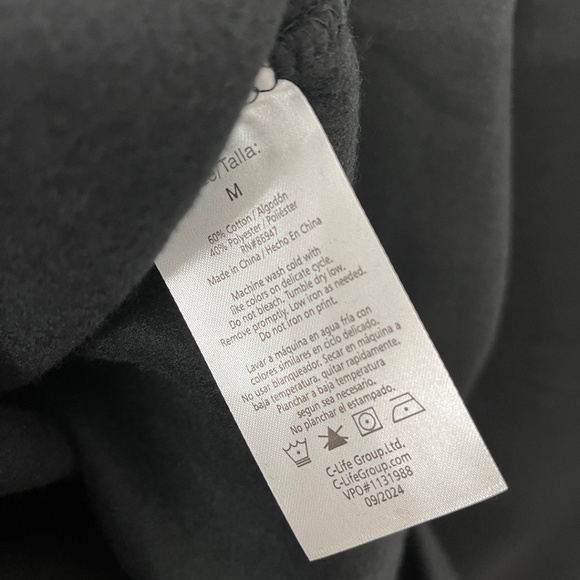 /Talla:
M
60% Cotton / Algodón
40% Polyester / Poliéster
RN#86947
Made in China / Hecho En China
Machine wash cold with
like colors on delicate cycle.
Do not bleach. Tumble dry low.
Remove promptly. Low iron as needed.
Do not iron on print.
Lavar a máquina en agua fría con
colores similares en ciclo delicado.
No usar blanqueador. Secar en máquina a
baja temperatura, quitar rapidamente.
Planchar a baja temperatura
segun sea necesario.
No planchar el estampado.
C-Life Group.Ltd.
C-LifeGroup.com
VPO#1131988
09/2024